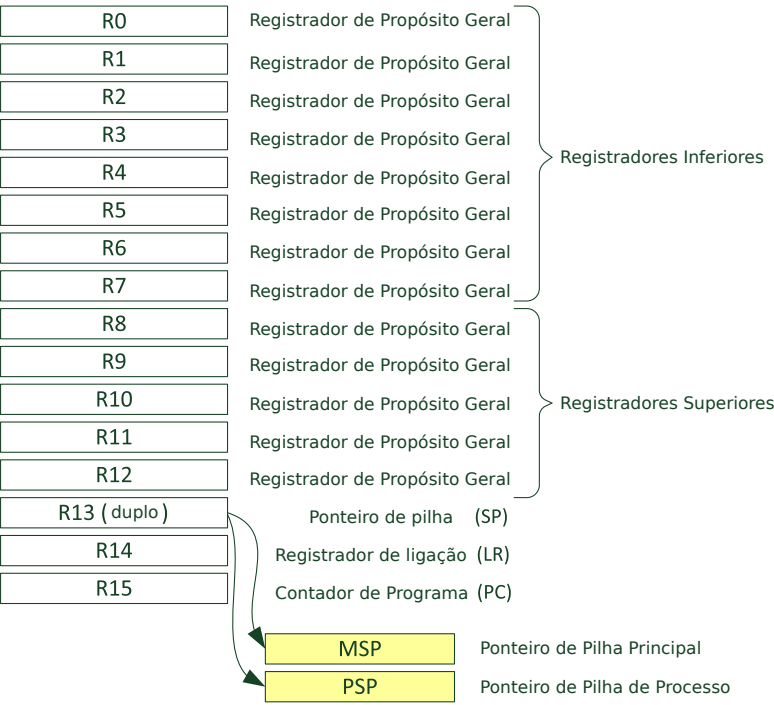 R0 Registrador de Propósito Geral
R1 Registrador de Propósito Geral
R2 Registrador de Propósito Geral
R3 Registrador de Propósito Geral
Registradores Inferiores
R4 Registrador de Propósito Geral
R5 Registrador de Propósito Geral
R6 Registrador de Propósito Geral
R7 Registrador de Propósito Geral
R8 Registrador de Propósito Geral
R9 Registrador de Propósito Geral
R10 Registrador de Propósito Geral
Registradores Superiores
R11 Registrador de Propósito Geral
R12 Registrador de Propósito Geral
R13 (duplo) Ponteiro de pilha (SP)
R14 Registrador de ligação (LR)
R15 Contador de Programa (PC)
MSP Ponteiro de Pilha Principal
PSP Ponteiro de Pilha de Processo